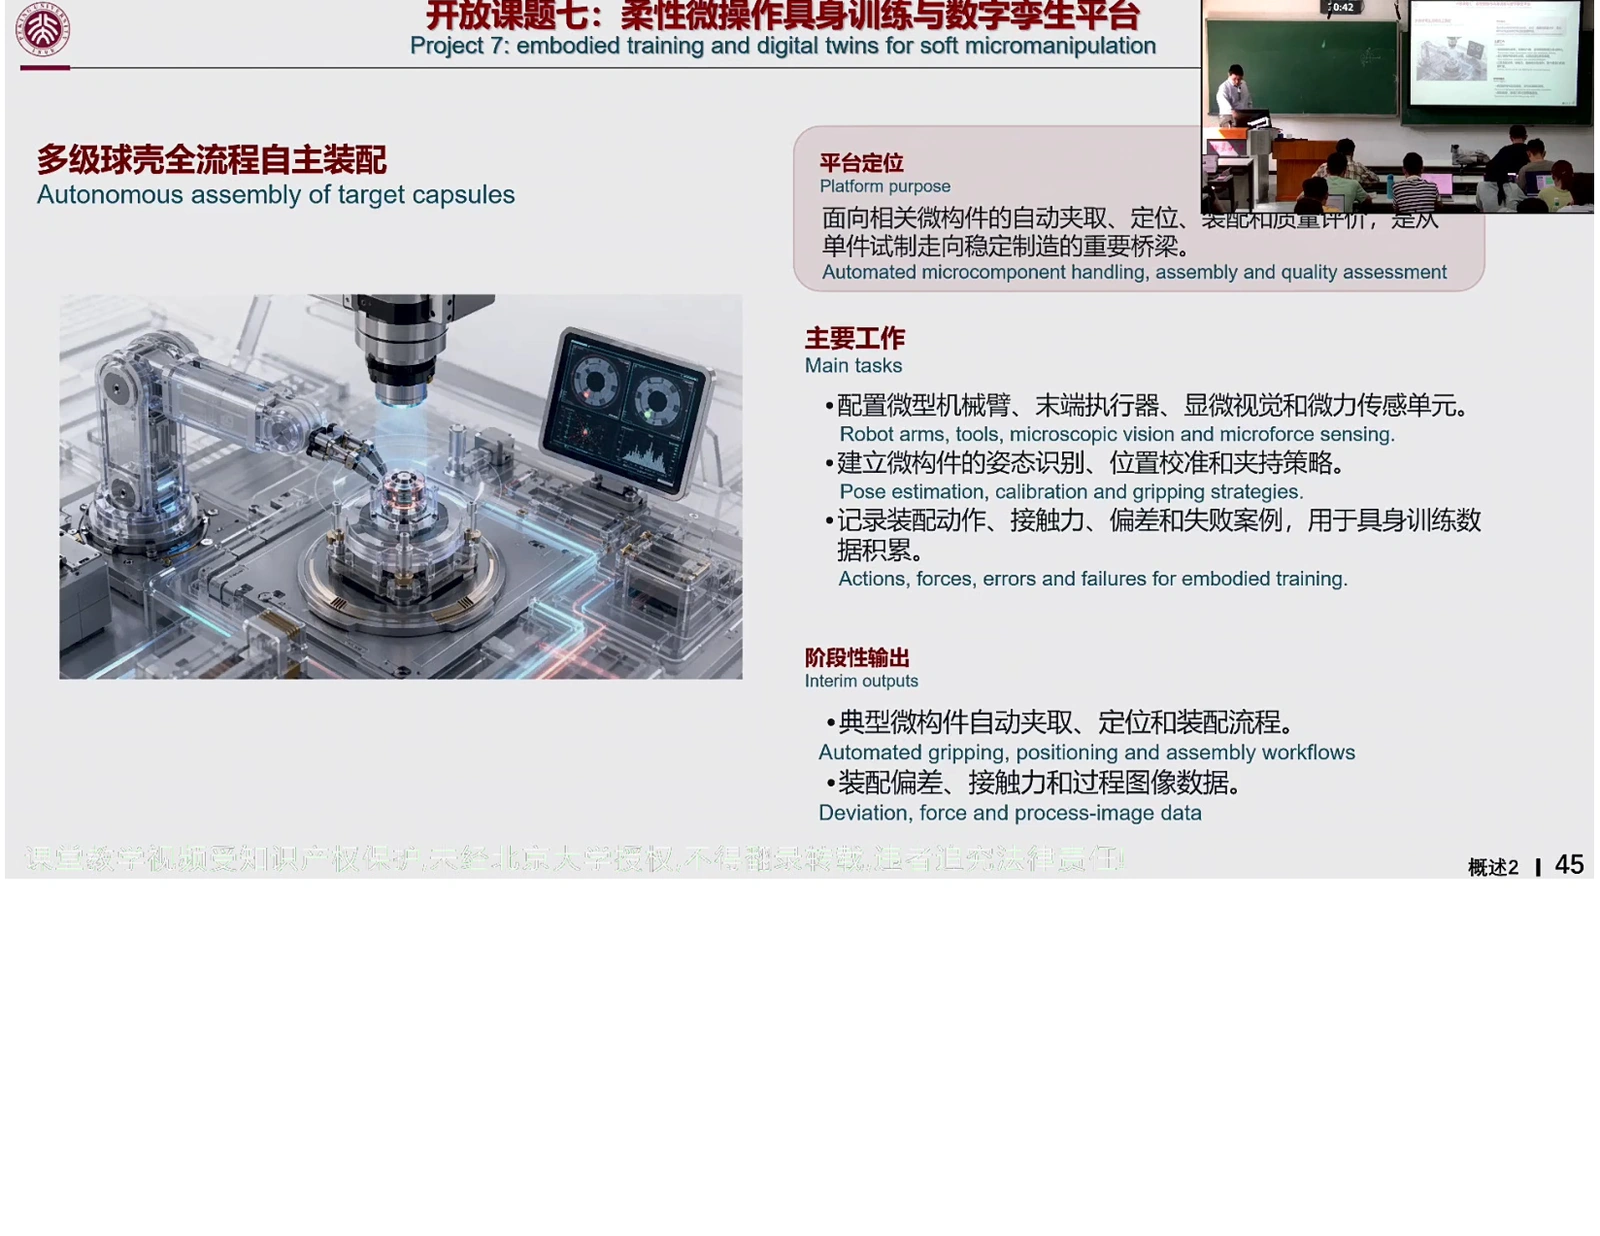 开放课题七：柔性微操作具身训练与数字孪生平台
Project 7: embodied training and digital twins for soft micromanipulation
0:42
多级球壳全流程自主装配
Autonomous assembly of target capsules
平台定位
Platform purpose
面向相关微构件的自动夹取、定位、装配和质量评价，是从
单件试制走向稳定制造的重要桥梁。
Automated microcomponent handling, assembly and quality assessment
主要工作
Main tasks
•配置微型机械臂、末端执行器、显微视觉和微力传感单元。
Robot arms, tools, microscopic vision and microforce sensing.
•建立微构件的姿态识别、位置校准和夹持策略。
Pose estimation, calibration and gripping strategies.
•记录装配动作、接触力、偏差和失败案例，用于具身训练数
据积累。
Actions, forces, errors and failures for embodied training.
阶段性输出
Interim outputs
•典型微构件自动夹取、定位和装配流程。
Automated gripping, positioning and assembly workflows
•装配偏差、接触力和过程图像数据。
Deviation, force and process-image data
课堂教学视频受知识产权保护,未经北京大学授权,不得翻录转载,违者追究法律责任!
概述2 | 45